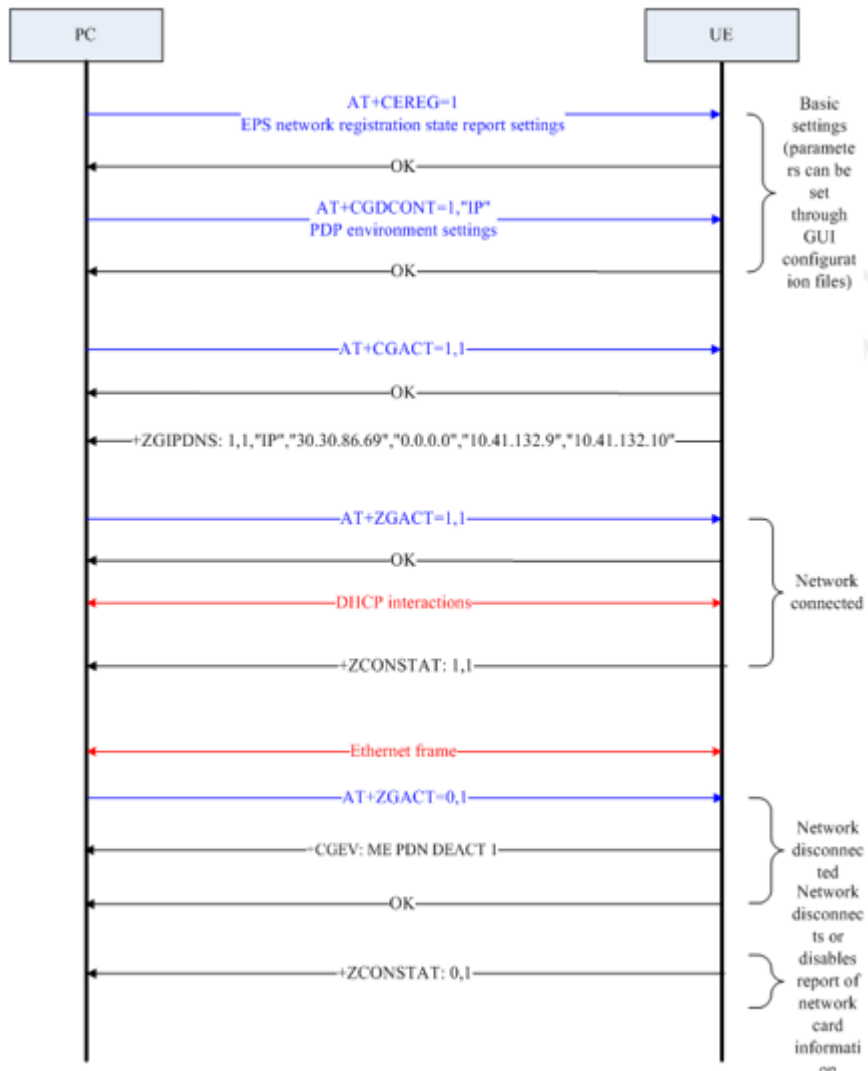 PC
UE
AT+CEREG=1
EPS network registration state report settings
OK
AT+CGDCONT=1,"IP"
PDP environment settings
OK
Basic
settings
(paramete
rs can be
set
through
GUI
configurat
ion files)
AT+CGACT=1,1
OK
+ZGIPDNS: 1,1,"IP","30.30.86.69","0.0.0.0","10.41.132.9","10.41.132.10"
AT+ZGACT=1,1
OK
DHCP interactions
+ZCONSTAT: 1,1
Network
connected
Ethernet frame
AT+ZGACT=0,1
+CGEV: ME PDN DEACT 1
OK
Network
disconnec
ted
+ZCONSTAT: 0,1
Network
disconnec
ts or
disables
report of
network
card
informati
on